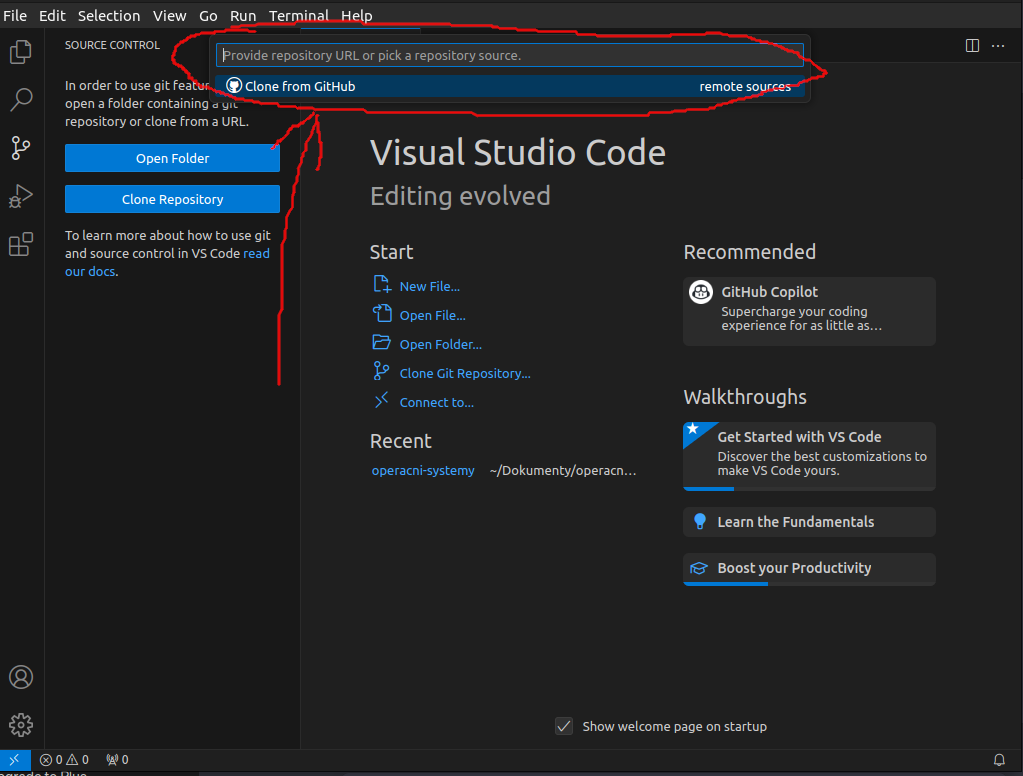 File Edit Selection View Go Run Terminal Help
SOURCE CONTROL
Provide repository URL or pick a repository source.
Clone from GitHub remote sources
In order to use git featur
open a folder containing a git
repository or clone from a URL.
Open Folder
Clone Repository
To learn more about how to use git
and source control in VS Code read
our docs.
Visual Studio Code
Editing evolved
Start
New File...
Open File...
Open Folder...
Clone Git Repository...
Connect to...
Recent
operacni-systemy ~/Dokumenty/operacn...
Recommended
GitHub Copilot
Supercharge your coding
experience for as little as...
Walkthroughs
Get Started with VS Code
Discover the best customizations to
make VS Code yours.
Learn the Fundamentals
Boost your Productivity
Show welcome page on startup
0 0 0